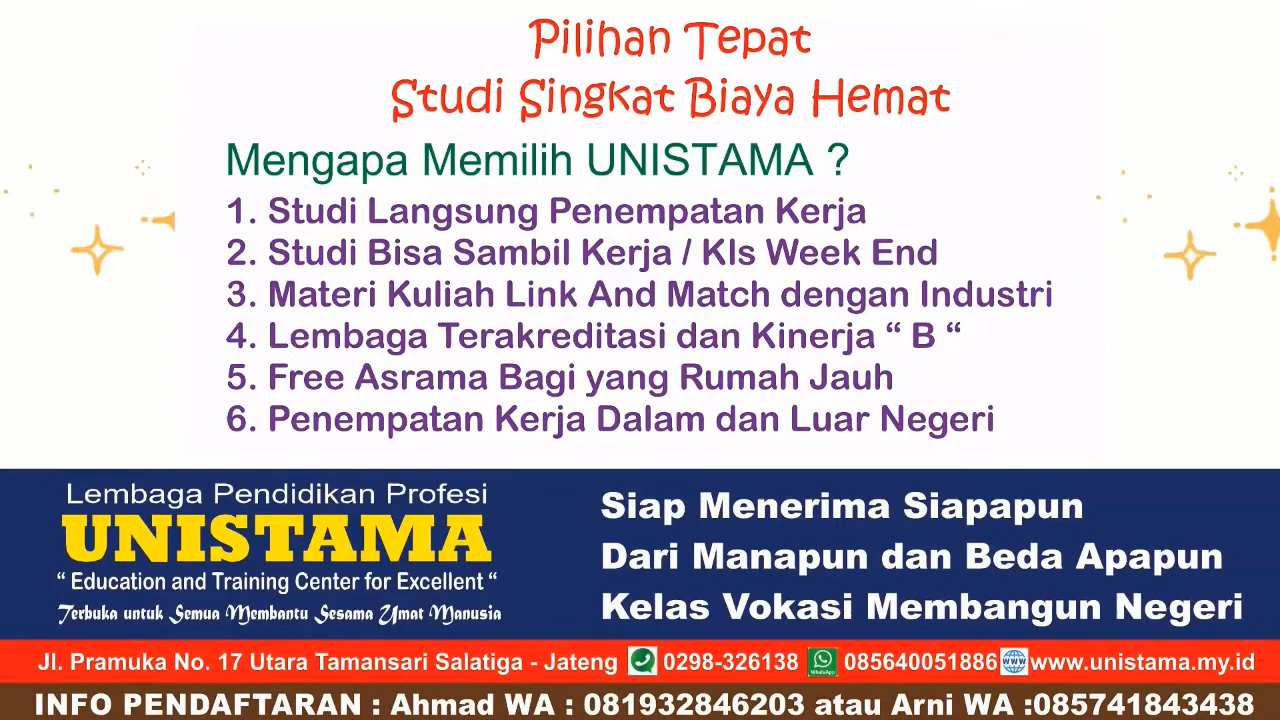 Pilihan Tepat
Studi Singkat Biaya Hemat
Mengapa Memilih UNISTAMA ?
1. Studi Langsung Penempatan Kerja
2. Studi Bisa Sambil Kerja / Kls Week End
3. Materi Kuliah Link And Match dengan Industri
4. Lembaga Terakreditasi dan Kinerja “ B “
5. Free Asrama Bagi yang Rumah Jauh
6. Penempatan Kerja Dalam dan Luar Negeri
Lembaga Pendidikan Profesi
UNISTAMA
“ Education and Training Center for Excellent “
Terbuka untuk Semua Membantu Sesama Umat Manusia
Siap Menerima Siapapun
Dari Manapun dan Beda Apapun
Kelas Vokasi Membangun Negeri
Jl. Pramuka No. 17 Utara Tamansari Salatiga - Jateng 0298-326138 WhatsApp 085640051886 www www.unistama.my.id
INFO PENDAFTARAN : Ahmad WA : 081932846203 atau Arni WA :085741843438